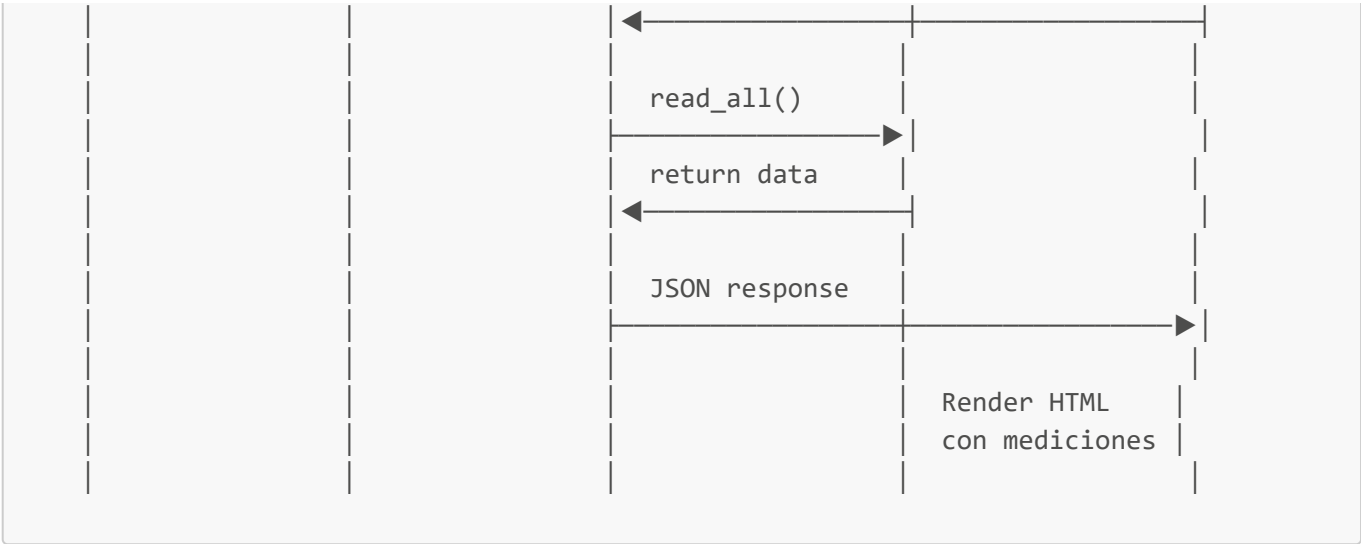 read_all()
return data
JSON response
Render HTML
con mediciones